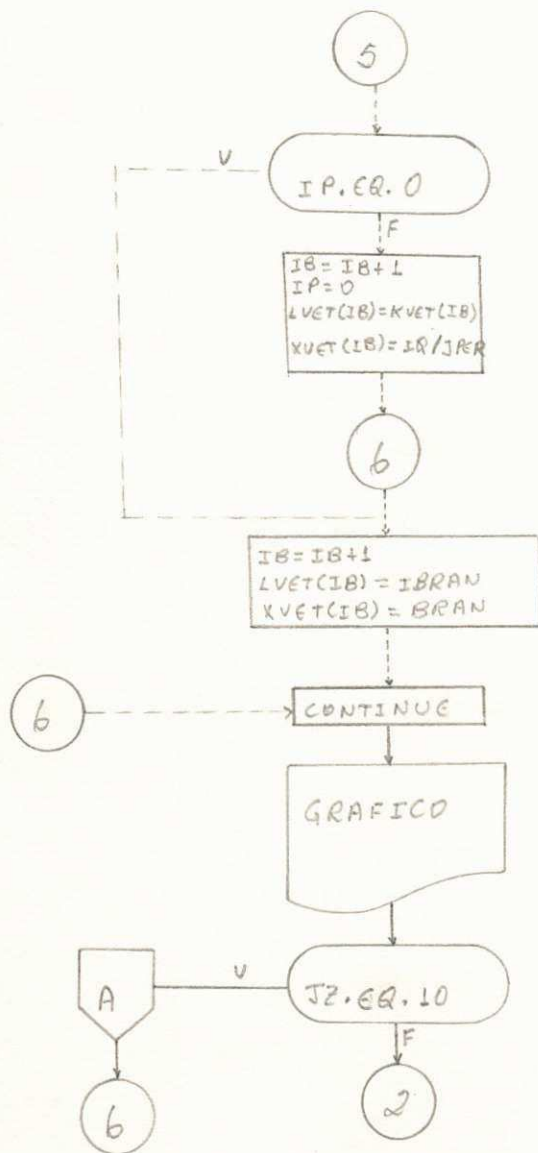 5
V
IP.EQ.0
F
IB=IB+1
IP=0
LVET(IB)=KVET(IB)
XVET(IB)=IQ/JPER
6
IB=IB+1
LVET(IB)=IBRAN
XVET(IB)=BRAN
6
CONTINUE
GRAFICO
A
V
JZ.EQ.10
F
6
2